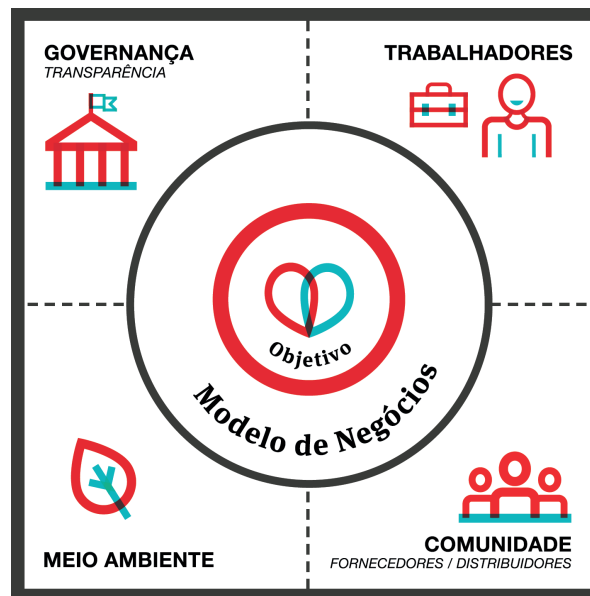 GOVERNANÇA
TRANSPARÊNCIA
TRABALHADORES
Objetivo
Modelo de Negócios
MEIO AMBIENTE
COMUNIDADE
FORNECEDORES / DISTRIBUIDORES